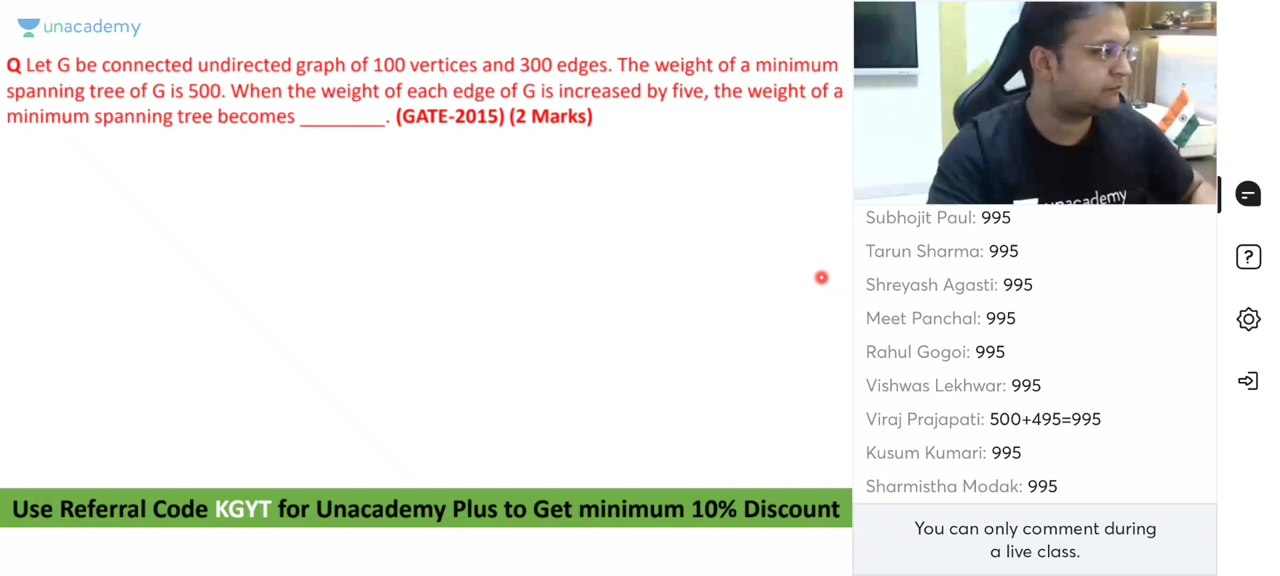 unacademy
Q Let G be connected undirected graph of 100 vertices and 300 edges. The weight of a minimum
spanning tree of G is 500. When the weight of each edge of G is increased by five, the weight of a
minimum spanning tree becomes ________. (GATE-2015) (2 Marks)
unacademy
Subhojit Paul: 995
Tarun Sharma: 995
Shreyash Agasti: 995
Meet Panchal: 995
Rahul Gogoi: 995
Vishwas Lekhwar: 995
Viraj Prajapati: 500+495=995
Kusum Kumari: 995
Sharmistha Modak: 995
Use Referral Code KGYT for Unacademy Plus to Get minimum 10% Discount
You can only comment during
a live class.